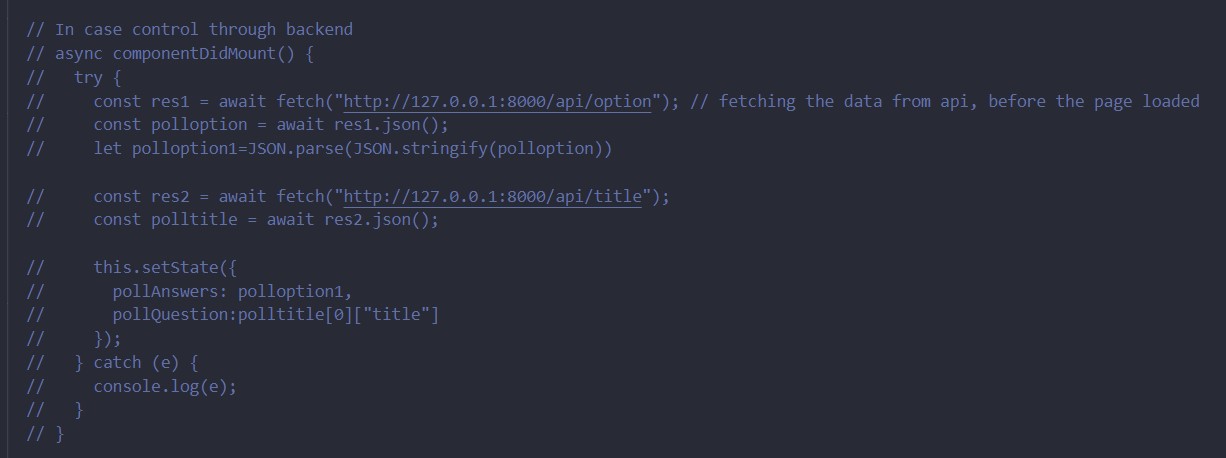 // In case control through backend
// async componentDidMount() {
//   try {
//     const res1 = await fetch("http://127.0.0.1:8000/api/option"); // fetching the data from api, before the page loaded
//     const polloption = await res1.json();
//     let polloption1=JSON.parse(JSON.stringify(polloption))

//     const res2 = await fetch("http://127.0.0.1:8000/api/title");
//     const polltitle = await res2.json();

//     this.setState({
//       pollAnswers: polloption1,
//       pollQuestion:polltitle[0]["title"]
//     });
//   } catch (e) {
//     console.log(e);
//   }
// }